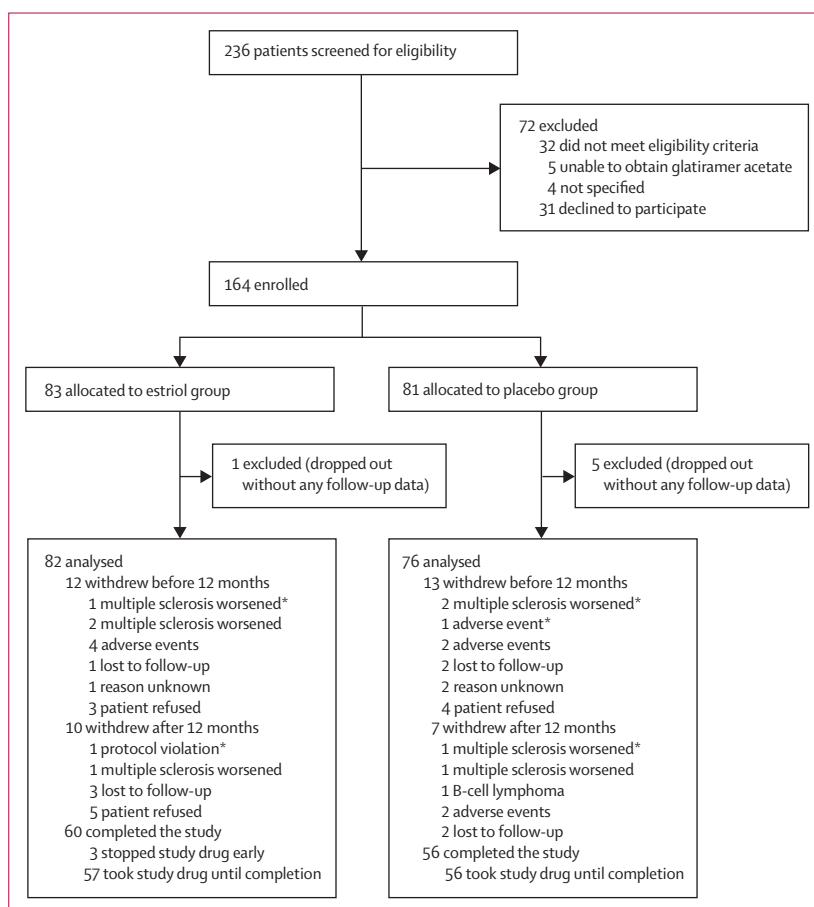 236 patients screened for eligibility
72 excluded
32 did not meet eligibility criteria
5 unable to obtain glatiramer acetate
4 not specified
31 declined to participate
164 enrolled
83 allocated to estriol group
81 allocated to placebo group
1 excluded (dropped out
without any follow-up data)
5 excluded (dropped out
without any follow-up data)
82 analysed
12 withdrew before 12 months
1 multiple sclerosis worsened*
2 multiple sclerosis worsened
4 adverse events
1 lost to follow-up
1 reason unknown
3 patient refused
10 withdrew after 12 months
1 protocol violation*
1 multiple sclerosis worsened
3 lost to follow-up
5 patient refused
60 completed the study
3 stopped study drug early
57 took study drug until completion
76 analysed
13 withdrew before 12 months
2 multiple sclerosis worsened*
1 adverse event*
2 adverse events
2 lost to follow-up
2 reason unknown
4 patient refused
7 withdrew after 12 months
1 multiple sclerosis worsened*
1 multiple sclerosis worsened
1 B-cell lymphoma
2 adverse events
2 lost to follow-up
56 completed the study
56 took study drug until completion